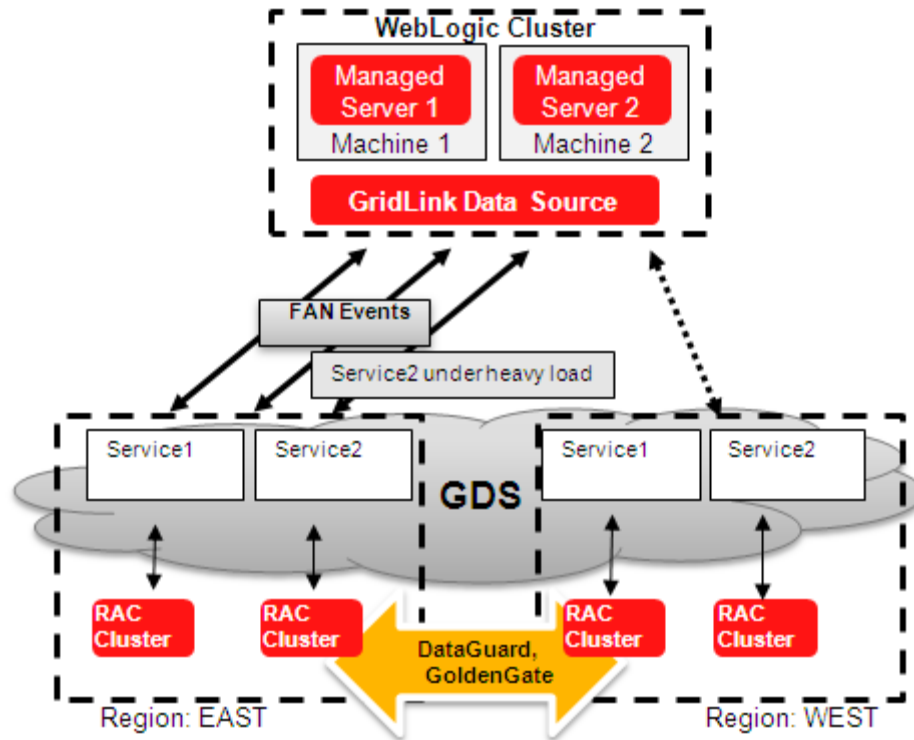 WebLogic Cluster
Managed
Server 1
Machine 1
Managed
Server 2
Machine 2
GridLink Data Source
FAN Events
Service2 under heavy load
Service1
Service2
GDS
Service1
Service2
RAC
Cluster
RAC
Cluster
DataGuard,
GoldenGate
RAC
Cluster
RAC
Cluster
Region: EAST
Region: WEST